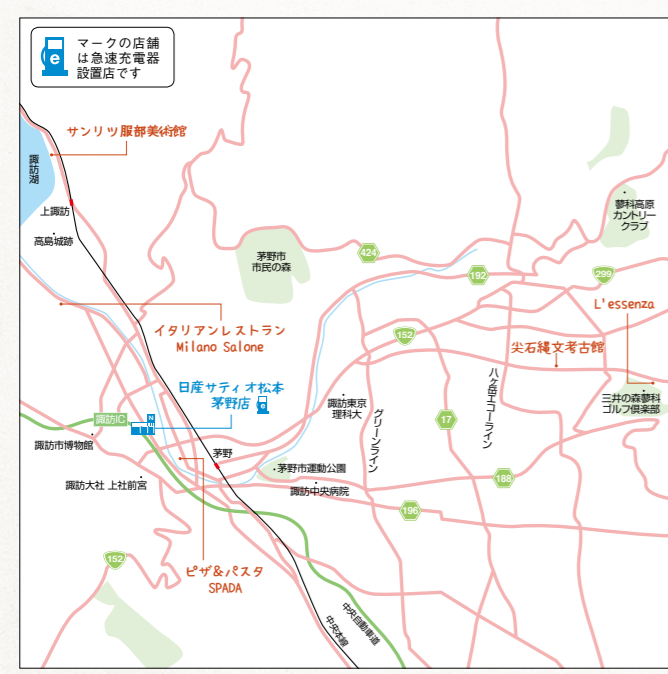 e
マークの店舗
は急速充電器
設置店です
サンリツ服部美術館
諏訪湖
上諏訪
高島城跡
茅野市
市民の森
424
192
299
蓼科高原
カントリー
クラブ
L'essenza
イタリアンレストラン
Milano Salone
152
尖石縄文考古館
日産サティオ松本
茅野店
e
諏訪IC
諏訪市博物館
諏訪東京
理科大
グリーンライン
八ヶ岳エコーライン
17
三井の森蓼科
ゴルフ倶楽部
茅野
茅野市運動公園
諏訪大社 上社前宮
諏訪中央病院
188
196
152
ピザ&パスタ
SPADA
中央自動車道
中央本線